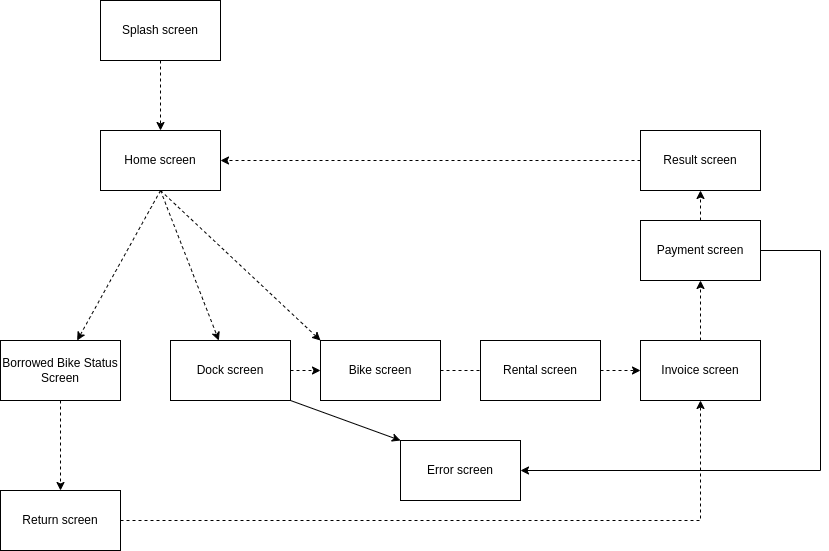 Splash screen
Home screen
Result screen
Payment screen
Borrowed Bike Status
Screen
Dock screen
Bike screen
Rental screen
Invoice screen
Error screen
Return screen